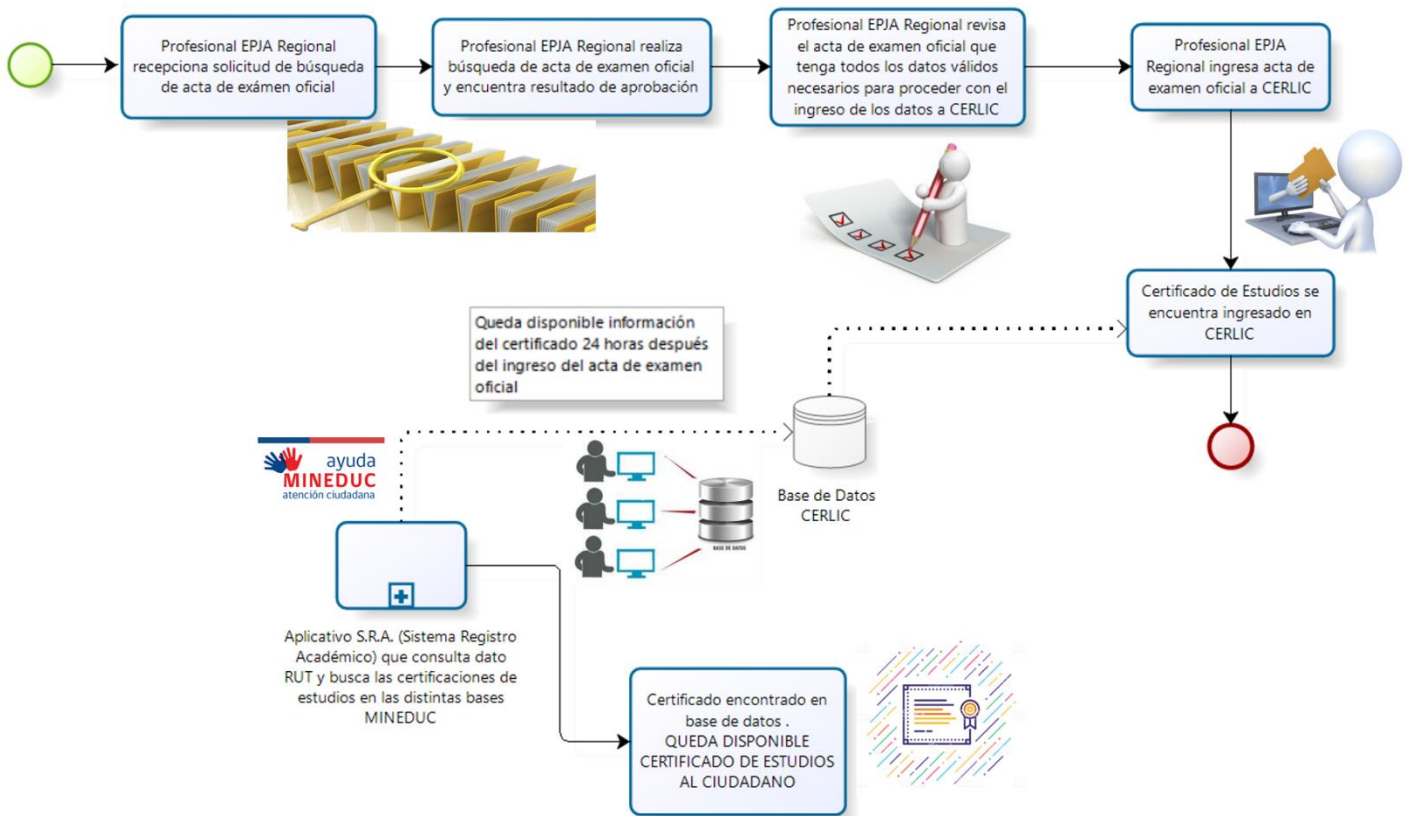 Profesional EPJA Regional
recepciona solicitud de búsqueda
de acta de exámen oficial
Profesional EPJA Regional realiza
búsqueda de acta de examen oficial
y encuentra resultado de aprobación
Profesional EPJA Regional revisa
el acta de examen oficial que
tenga todos los datos válidos
necesarios para proceder con el
ingreso de los datos a CERLIC
Profesional EPJA
Regional ingresa acta de
examen oficial a CERLIC
Certificado de Estudios se
encuentra ingresado en
CERLIC
Queda disponible información
del certificado 24 horas después
del ingreso del acta de examen
oficial
ayuda
MINEDUC
atención ciudadana
BASE DE DATOS
Base de Datos
CERLIC
Aplicativo S.R.A. (Sistema Registro
Académico) que consulta dato
RUT y busca las certificaciones de
estudios en las distintas bases
MINEDUC
Certificado encontrado en
base de datos .
QUEDA DISPONIBLE
CERTIFICADO DE ESTUDIOS
AL CIUDADANO